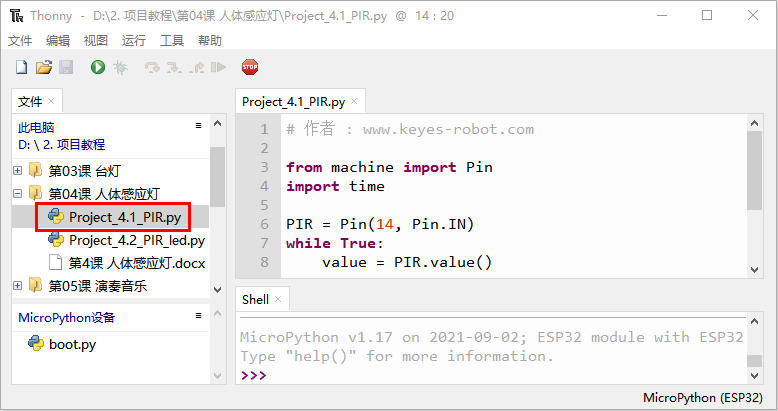 Thonny - D:\2. 项目教程\第04课 人体感应灯\Project_4.1_PIR.py @ 14 : 20
文件 编辑 视图 运行 工具 帮助
STOP
文件
此电脑
D: \ 2. 项目教程
第03课 台灯
第04课 人体感应灯
Project_4.1_PIR.py
Project_4.2_PIR_led.py
第4课 人体感应灯.docx
第05课 演奏音乐
MicroPython设备
boot.py
Project_4.1_PIR.py
1 # 作者 : www.keyes-robot.com
2
3 from machine import Pin
4 import time
5
6 PIR = Pin(14, Pin.IN)
7 while True:
8 value = PIR.value()
Shell
MicroPython v1.17 on 2021-09-02; ESP32 module with ESP32
Type "help()" for more information.
>>>
MicroPython (ESP32)